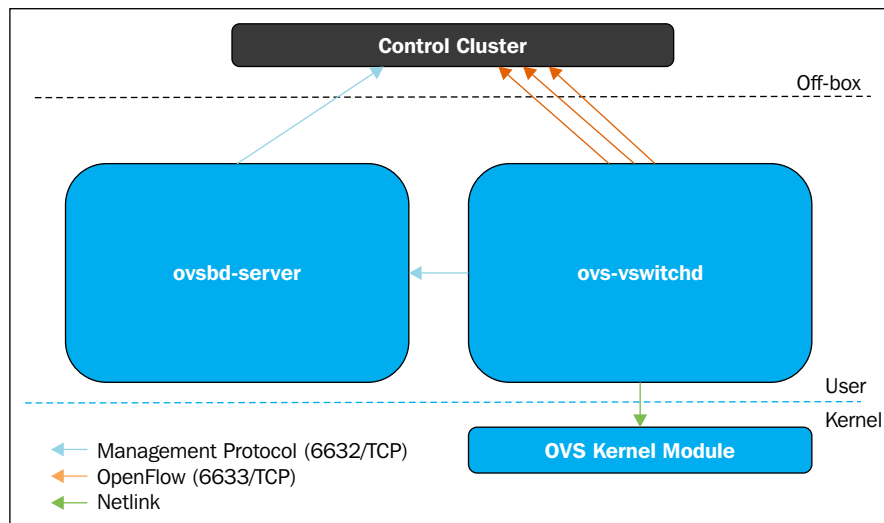 Control Cluster
Off-box
ovsbd-server
ovs-vswitchd
User
Kernel
Management Protocol (6632/TCP)
OpenFlow (6633/TCP)
Netlink
OVS Kernel Module